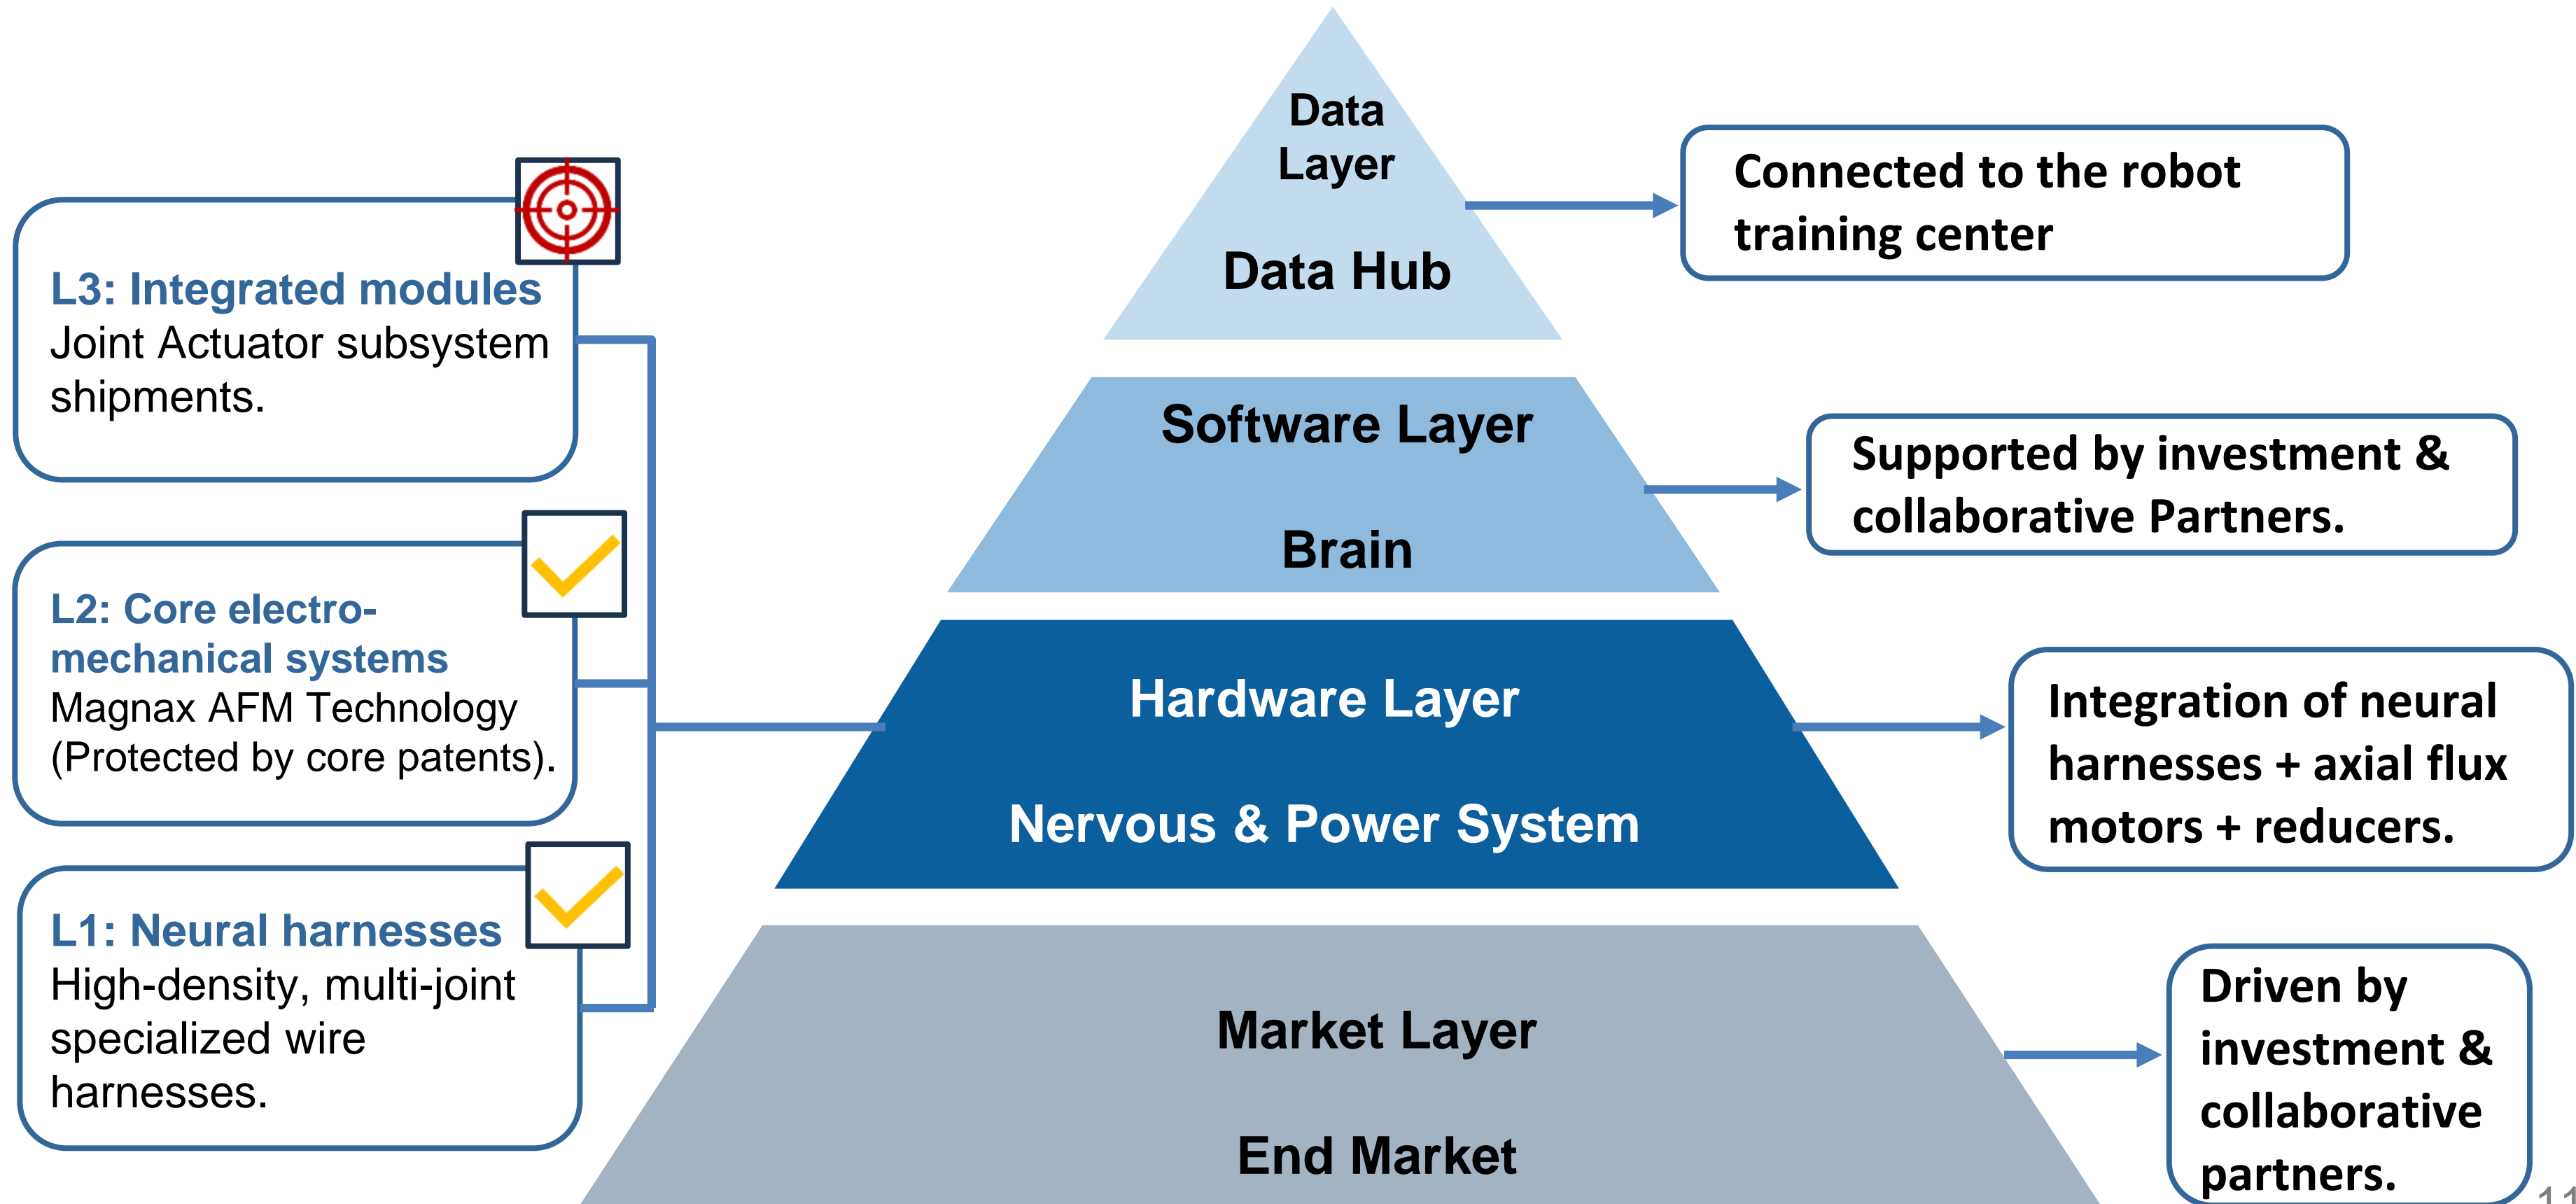 L3: Integrated modules
Joint Actuator subsystem
shipments.
L2: Core electro-
mechanical systems
Magnax AFM Technology
(Protected by core patents).
L1: Neural harnesses
High-density, multi-joint
specialized wire
harnesses.
Data
Layer
Data Hub
Software Layer
Brain
Hardware Layer
Nervous & Power System
Market Layer
End Market
Connected to the robot
training center
Supported by investment &
collaborative Partners.
Integration of neural
harnesses + axial flux
motors + reducers.
Driven by
investment &
collaborative
partners.
11